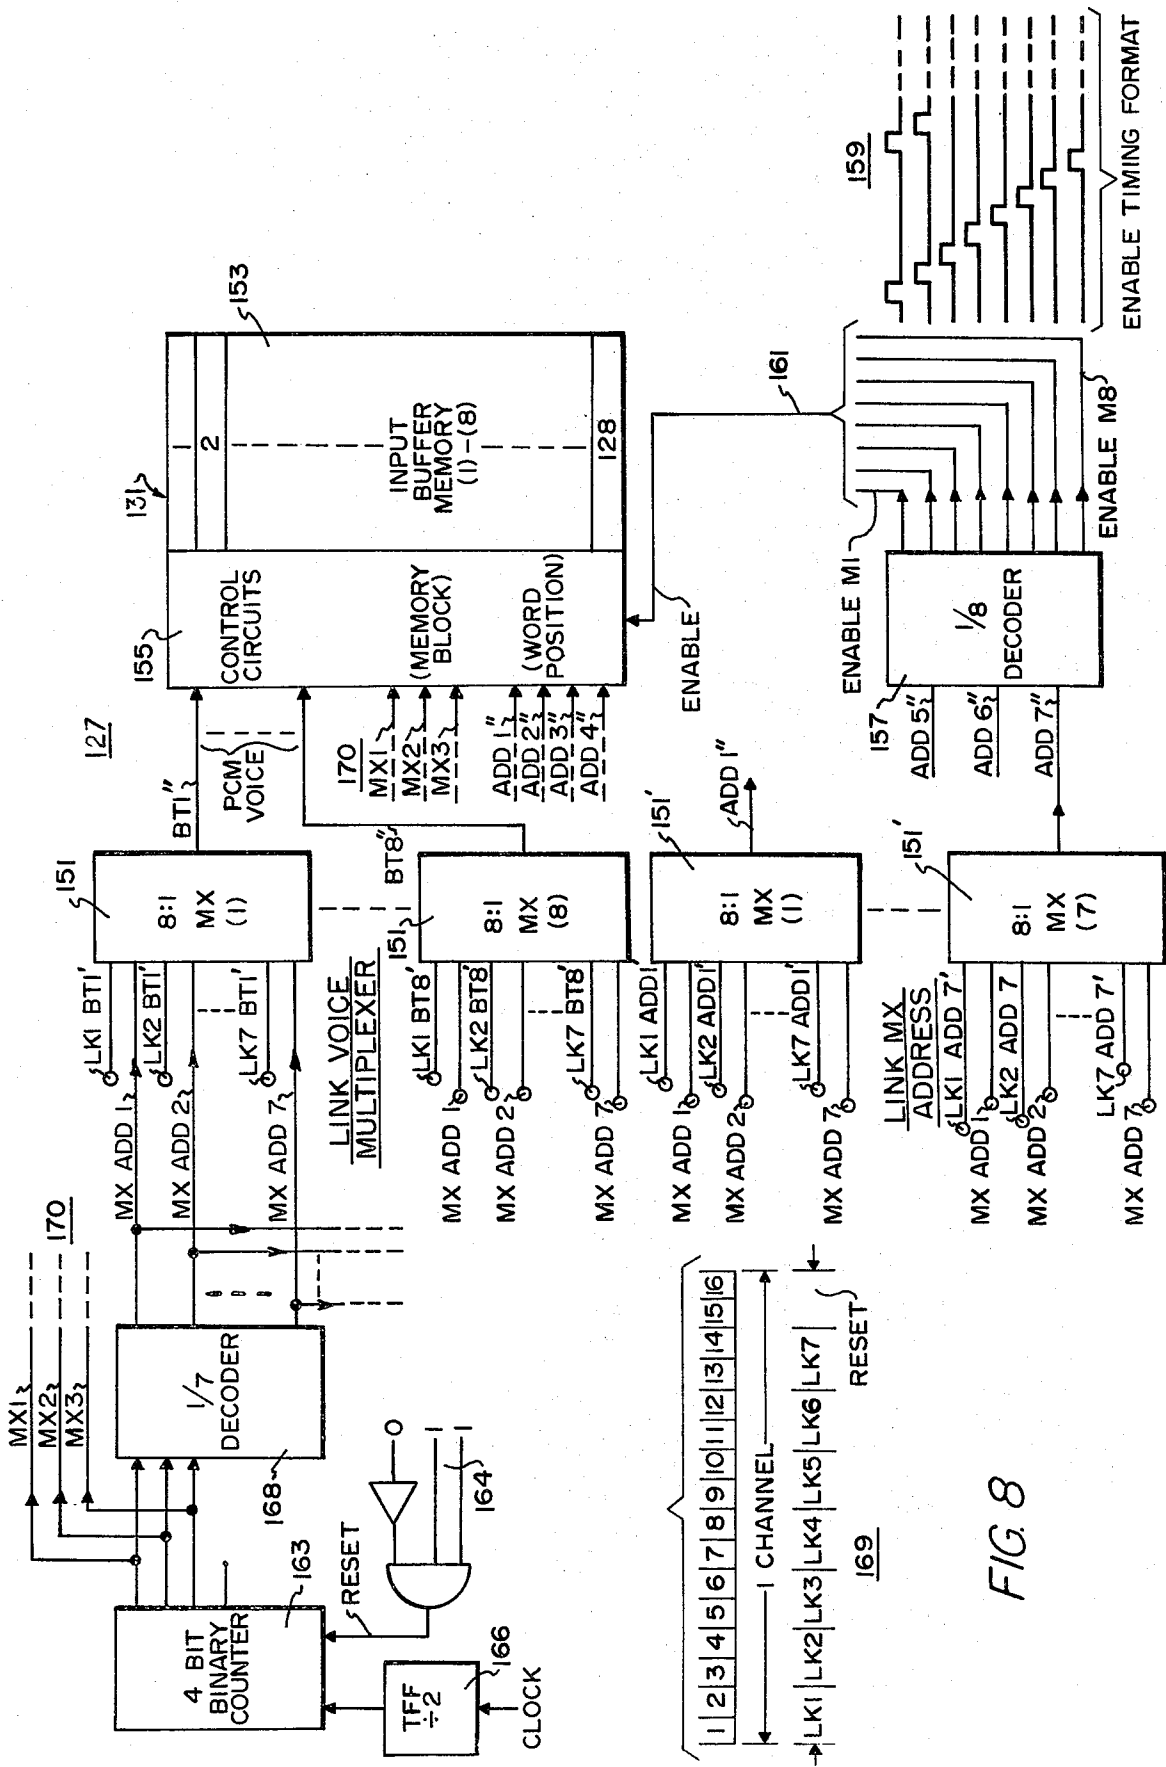 MX1
MX2
MX3
170
4 BIT
BINARY
COUNTER
163
1/7
DECODER
168
TFF
÷2
166
CLOCK
RESET
0
1
1
164
MX ADD 1
MX ADD 2
MX ADD 7
LK1 BT1'
LK2 BT1'
LK7 BT1'
LINK VOICE
MULTIPLEXER
8:1
MX
(1)
151
BT1"
PCM
VOICE
127
LK1 BT8'
MX ADD 1
LK2 BT8'
MX ADD 2
LK7 BT8'
MX ADD 7
8:1
MX
(8)
151
BT8"
131
155
CONTROL
CIRCUITS
(MEMORY
BLOCK)
(WORD
POSITION)
2
INPUT
BUFFER
MEMORY
(1)-(8)
128
153
170
MX1
MX2
MX3
ADD 1"
ADD 2"
ADD 3"
ADD 4"
ENABLE
161
LK1 ADD1'
MX ADD 1
LK2 ADD1'
MX ADD 2
LK7 ADD1'
MX ADD 7
8:1
MX
(1)
151'
ADD 1"
LINK MX
ADDRESS
LK1 ADD 7'
MX ADD 1
LK2 ADD 7
MX ADD 2
LK7 ADD 7'
MX ADD 7
8:1
MX
(7)
151'
ADD 5"
ADD 6"
ADD 7"
157
1/8
DECODER
ENABLE M1
ENABLE M8
159
ENABLE TIMING FORMAT
1 2 3 4 5 6 7 8 9 10 11 12 13 14 15 16
1 CHANNEL
LK1 LK2 LK3 LK4 LK5 LK6 LK7
RESET
169
FIG. 8